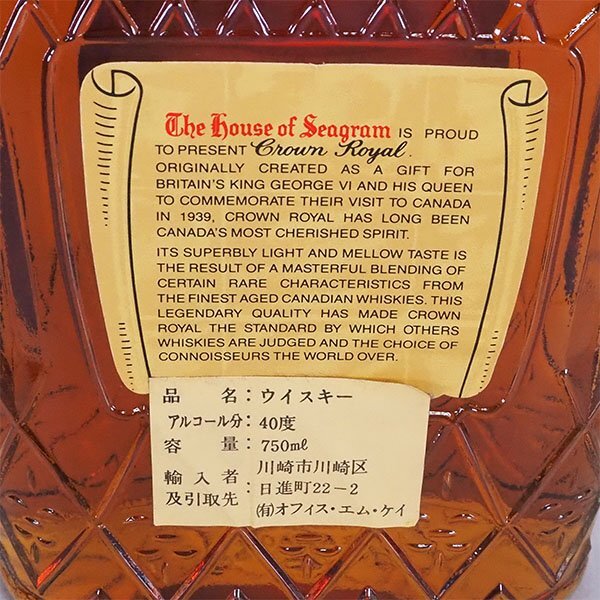 The House of Seagram IS PROUD
TO PRESENT Crown Royal.
ORIGINALLY CREATED AS A GIFT FOR
BRITAIN'S KING GEORGE VI AND HIS QUEEN
TO COMMEMORATE THEIR VISIT TO CANADA
IN 1939, CROWN ROYAL HAS LONG BEEN
CANADA'S MOST CHERISHED SPIRIT.
ITS SUPERBLY LIGHT AND MELLOW TASTE IS
THE RESULT OF A MASTERFUL BLENDING OF
CERTAIN RARE CHARACTERISTICS FROM
THE FINEST AGED CANADIAN WHISKIES. THIS
LEGENDARY QUALITY HAS MADE CROWN
ROYAL THE STANDARD BY WHICH OTHERS
WHISKIES ARE JUDGED AND THE CHOICE OF
CONNOISSEURS THE WORLD OVER.
品名:ウイスキー
アルコール分:40度
容量:750ml
輸入者及引取先:川崎市川崎区
日進町22-2
(有)オフィス・エム・ケイ